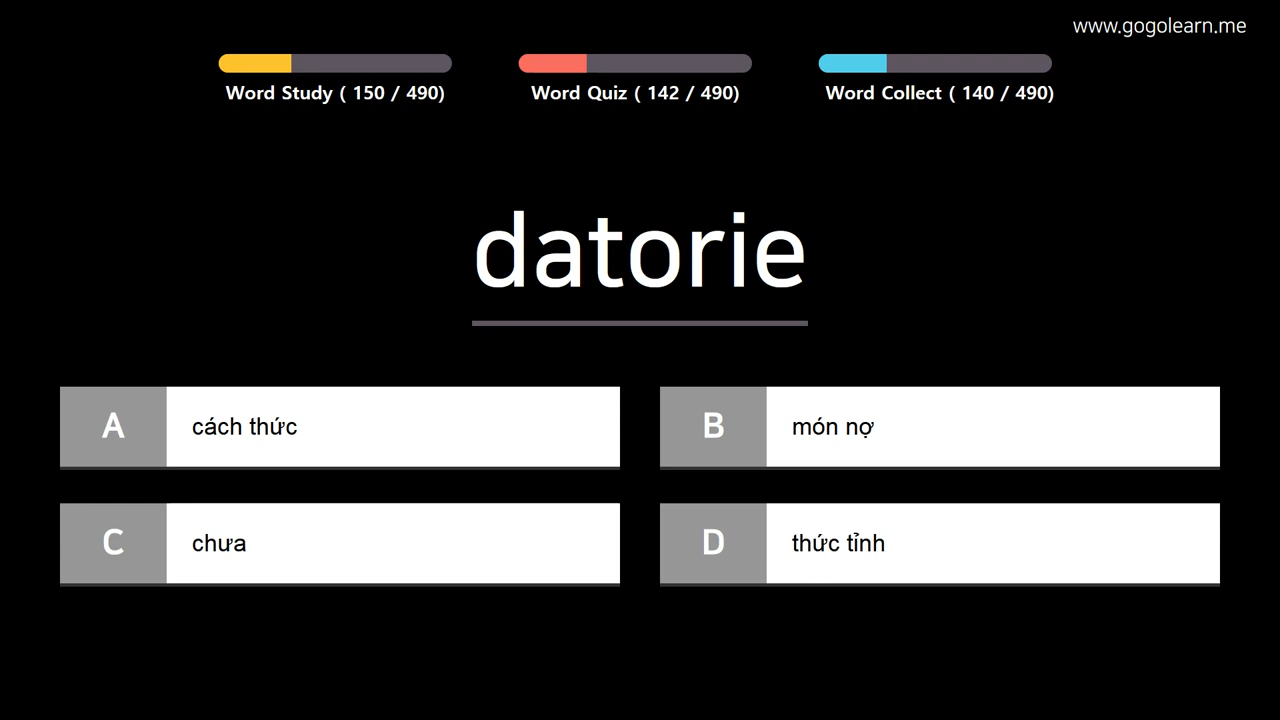 www.gogolearn.me
Word Study ( 150 / 490)
Word Quiz ( 142 / 490)
Word Collect ( 140 / 490)
datorie
A cách thức
B món nợ
C chưa
D thức tỉnh